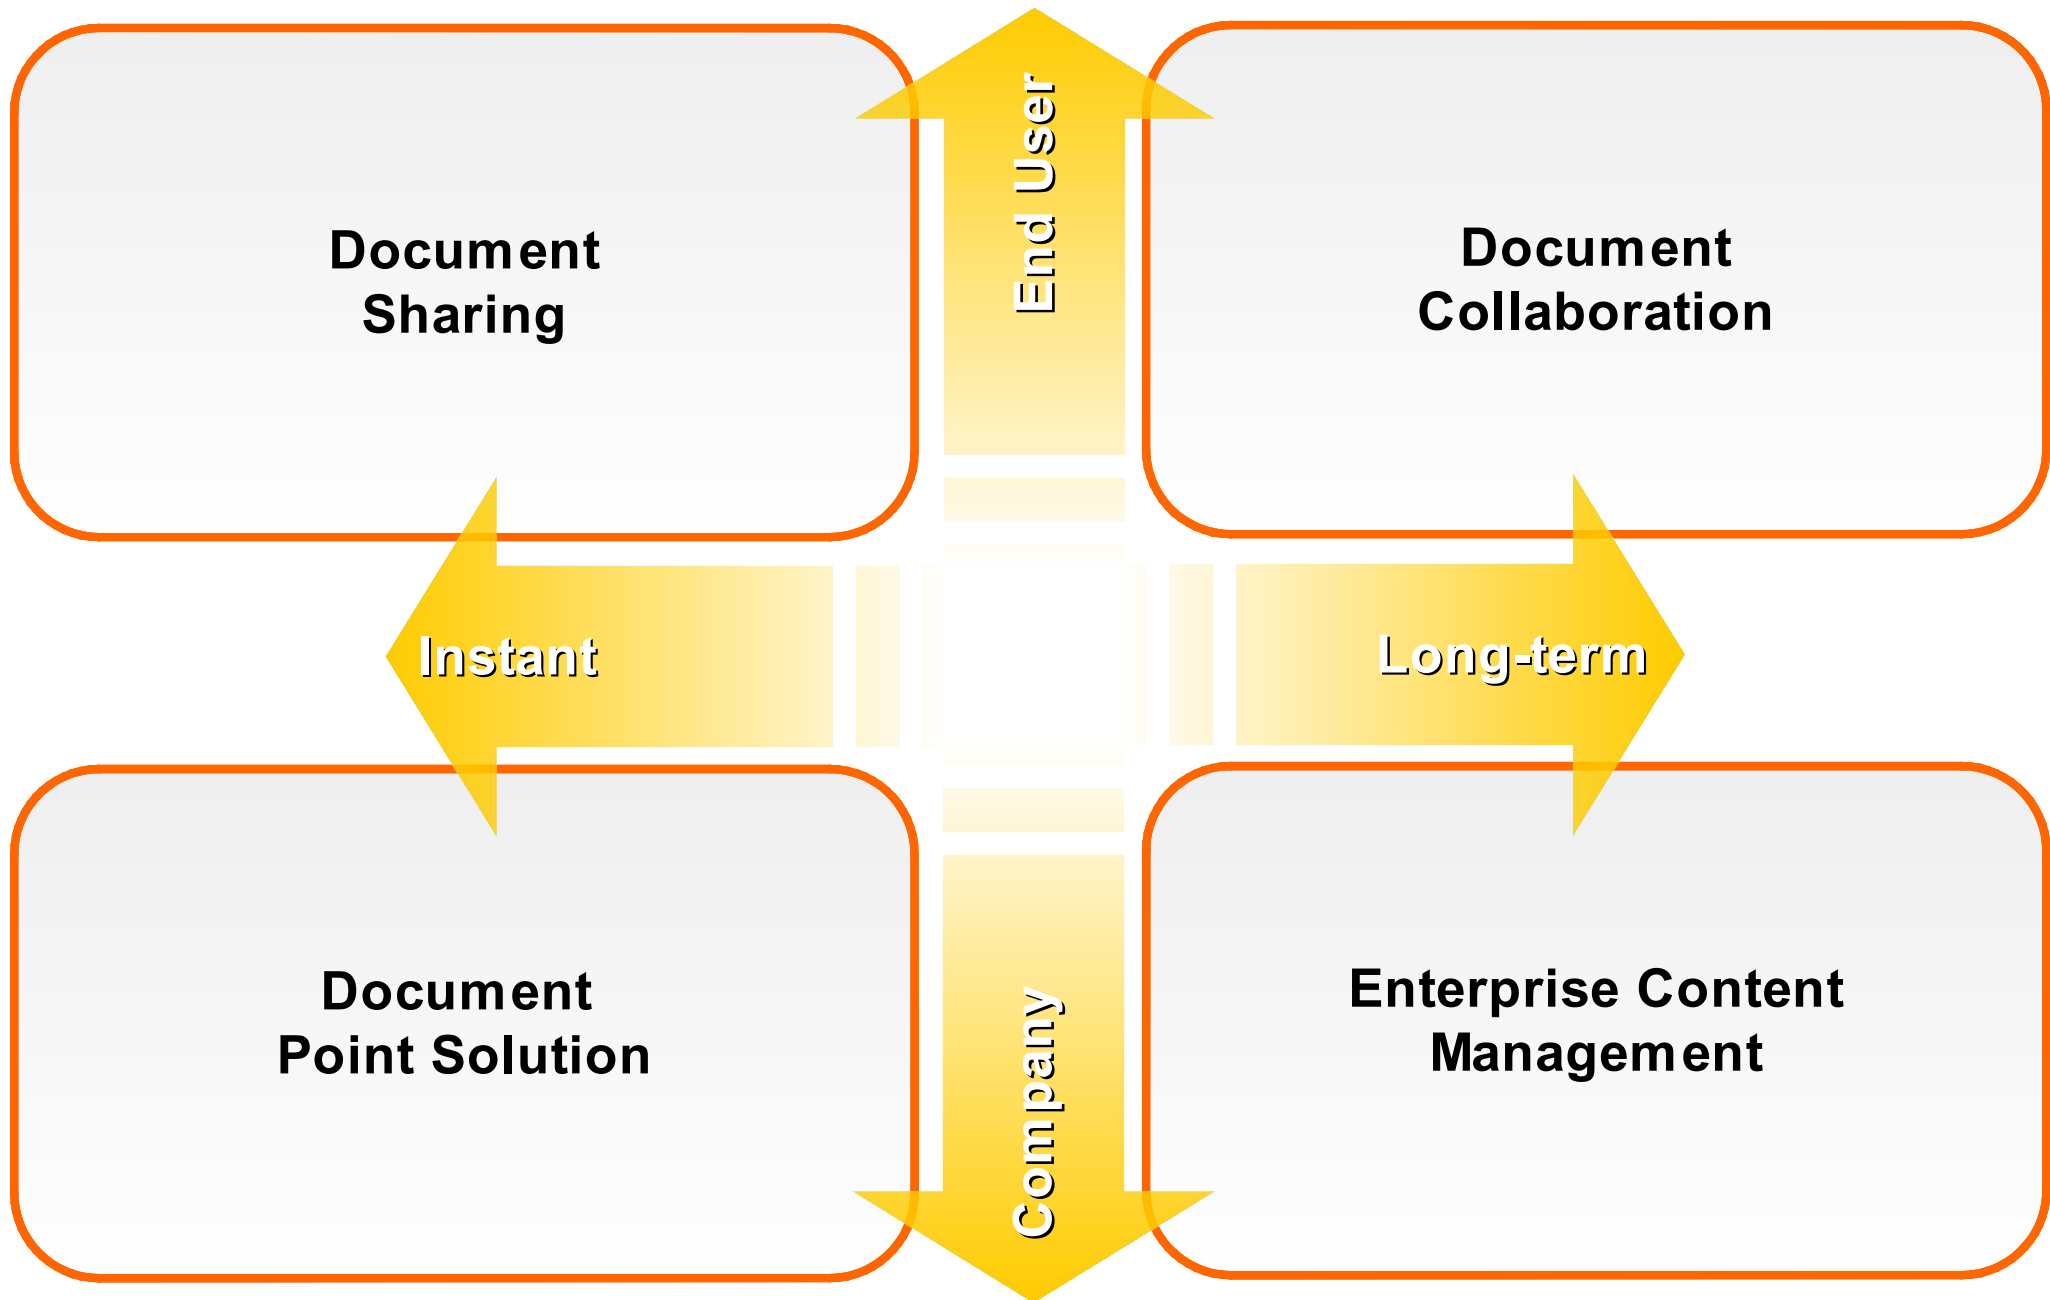 End User
Document
Sharing
Document
Collaboration
Instant
Long-term
Document
Point Solution
Enterprise Content
Management
Company